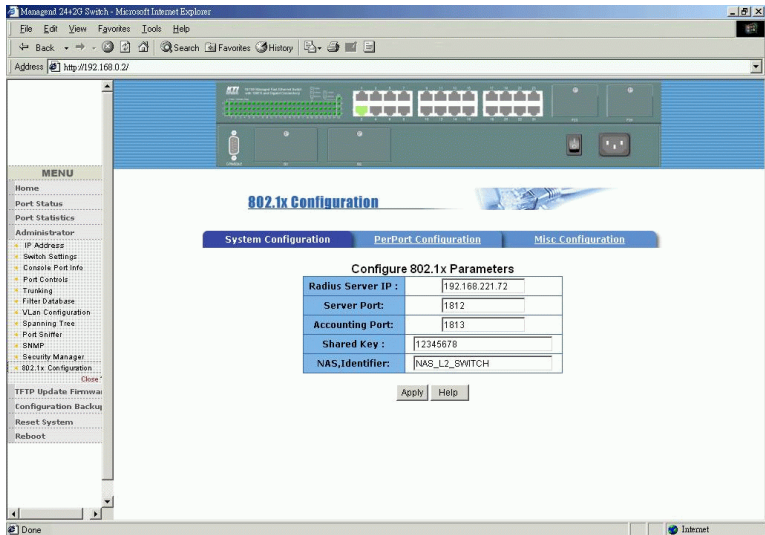 Managend 24+2G Switch - Microsoft Internet Explorer
File Edit View Favorites Tools Help
Back Search Favorites History
Address http://192.168.0.2/
KTI
CONSOLE
MENU
Home
Port Status
Port Statistics
Administrator
IP Address
Switch Settings
Console Port Info
Port Controls
Trunking
Filter Database
VLan Configuration
Spanning Tree
Port Sniffer
SNMP
Security Manager
802.1x Configuration
Close
TFTP Update Firmwa
Configuration Backup
Reset System
Reboot
802.1x Configuration
System Configuration PerPort Configuration Misc Configuration
Configure 802.1x Parameters
Radius Server IP : 192.168.221.72
Server Port: 1812
Accounting Port: 1813
Shared Key : 12345678
NAS,Identifier: NAS_L2_SWITCH
Apply Help
Done Internet